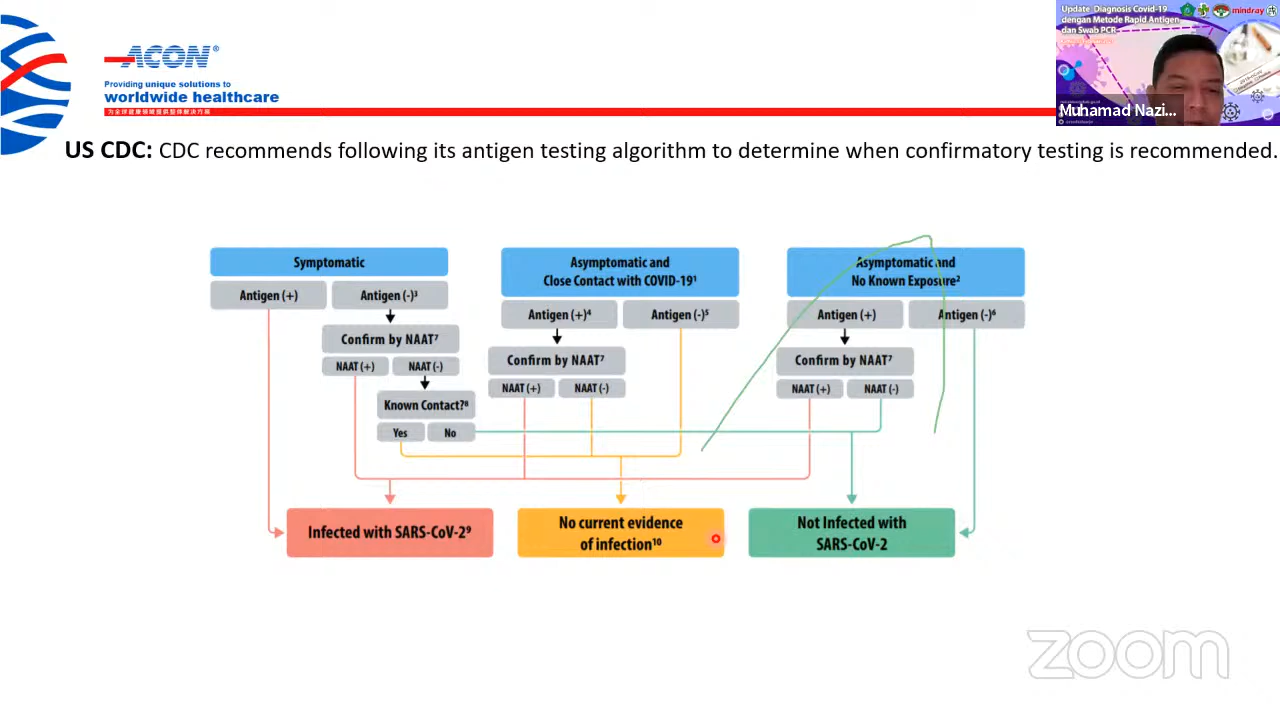 ACON®
Providing unique solutions to
worldwide healthcare
为全球健康领域提供整体解决方案
Update Diagnosis Covid-19
dengan Metode Rapid Antigen
dan Swab PCR
mindray
Muhamad Nazi...
US CDC: CDC recommends following its antigen testing algorithm to determine when confirmatory testing is recommended.
Symptomatic
Antigen (+)
Antigen (-)³
Confirm by NAAT⁷
NAAT (+)
NAAT (-)
Known Contact?⁸
Yes
No
Asymptomatic and
Close Contact with COVID-19¹
Antigen (+)⁴
Antigen (-)⁵
Confirm by NAAT⁷
NAAT (+)
NAAT (-)
Asymptomatic and
No Known Exposure²
Antigen (+)
Antigen (-)⁶
Confirm by NAAT⁷
NAAT (+)
NAAT (-)
Infected with SARS-CoV-2⁹
No current evidence
of infection¹⁰
Not Infected with
SARS-CoV-2
zoom